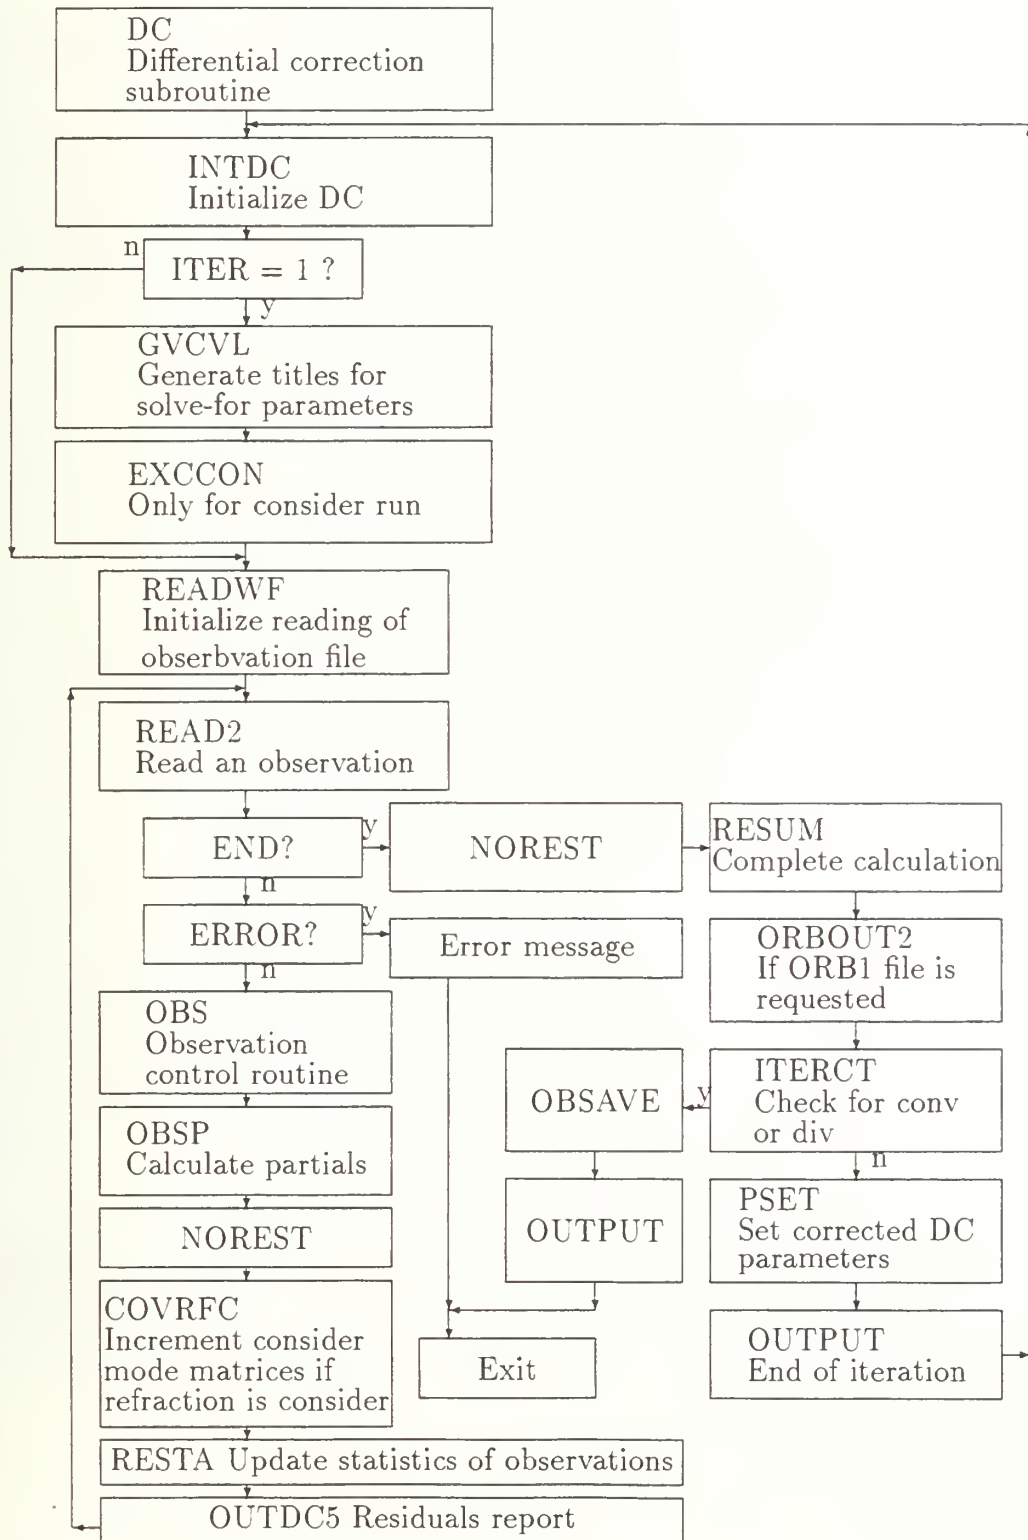 DC
Differential correction
subroutine
INTDC
Initialize DC
n
ITER = 1 ?
y
GVCVL
Generate titles for
solve-for parameters
EXCCON
Only for consider run
READWF
Initialize reading of
obserbvation file
READ2
Read an observation
END?
y
NOREST
RESUM
Complete calculation
n
ERROR?
y
Error message
ORBOUT2
If ORB1 file is
requested
n
OBS
Observation
control routine
OBSAVE
y
ITERCT
Check for conv
or div
n
OBSP
Calculate partials
OUTPUT
PSET
Set corrected DC
parameters
NOREST
COVRFC
Increment consider
mode matrices if
refraction is consider
Exit
OUTPUT
End of iteration
RESTA Update statistics of observations
OUTDC5 Residuals report